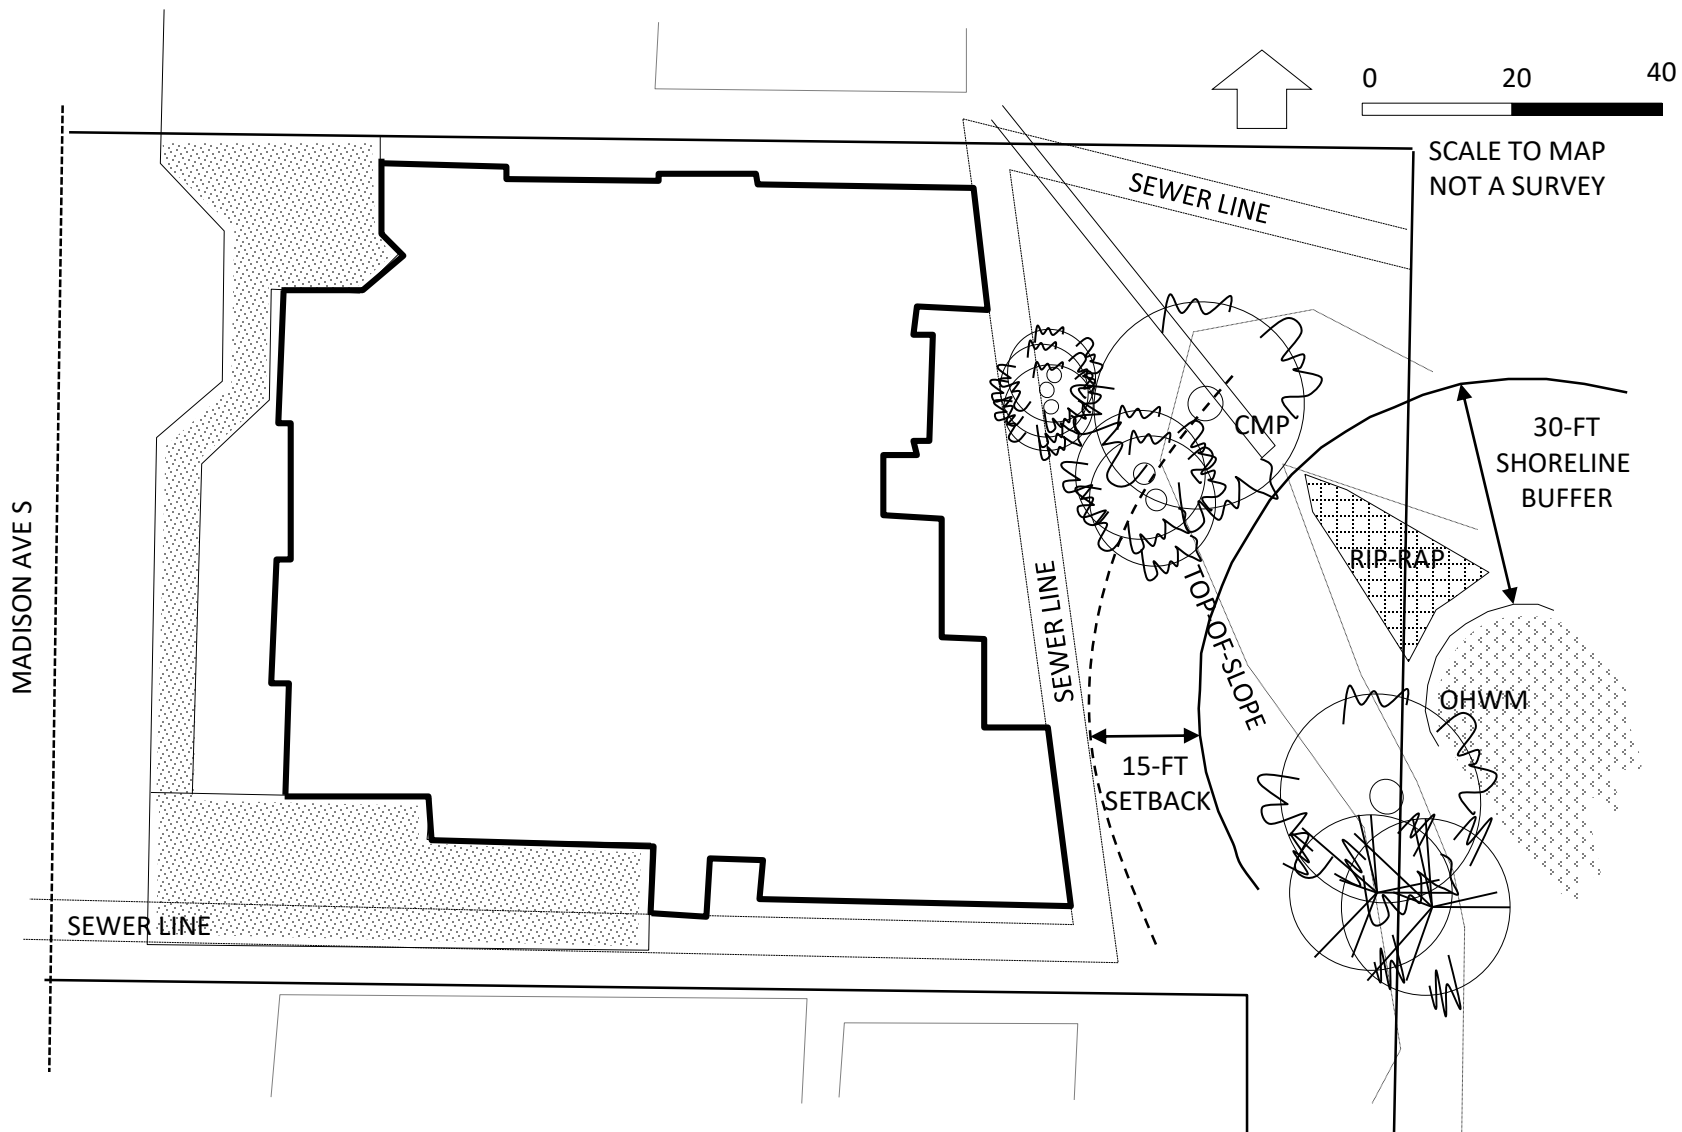 0 20 40
SCALE TO MAP
NOT A SURVEY
SEWER LINE
CMP
30-FT
SHORELINE
BUFFER
RIP-RAP
MADISON AVE S
SEWER LINE
TOP-OF-SLOPE
OHWM
15-FT
SETBACK
SEWER LINE